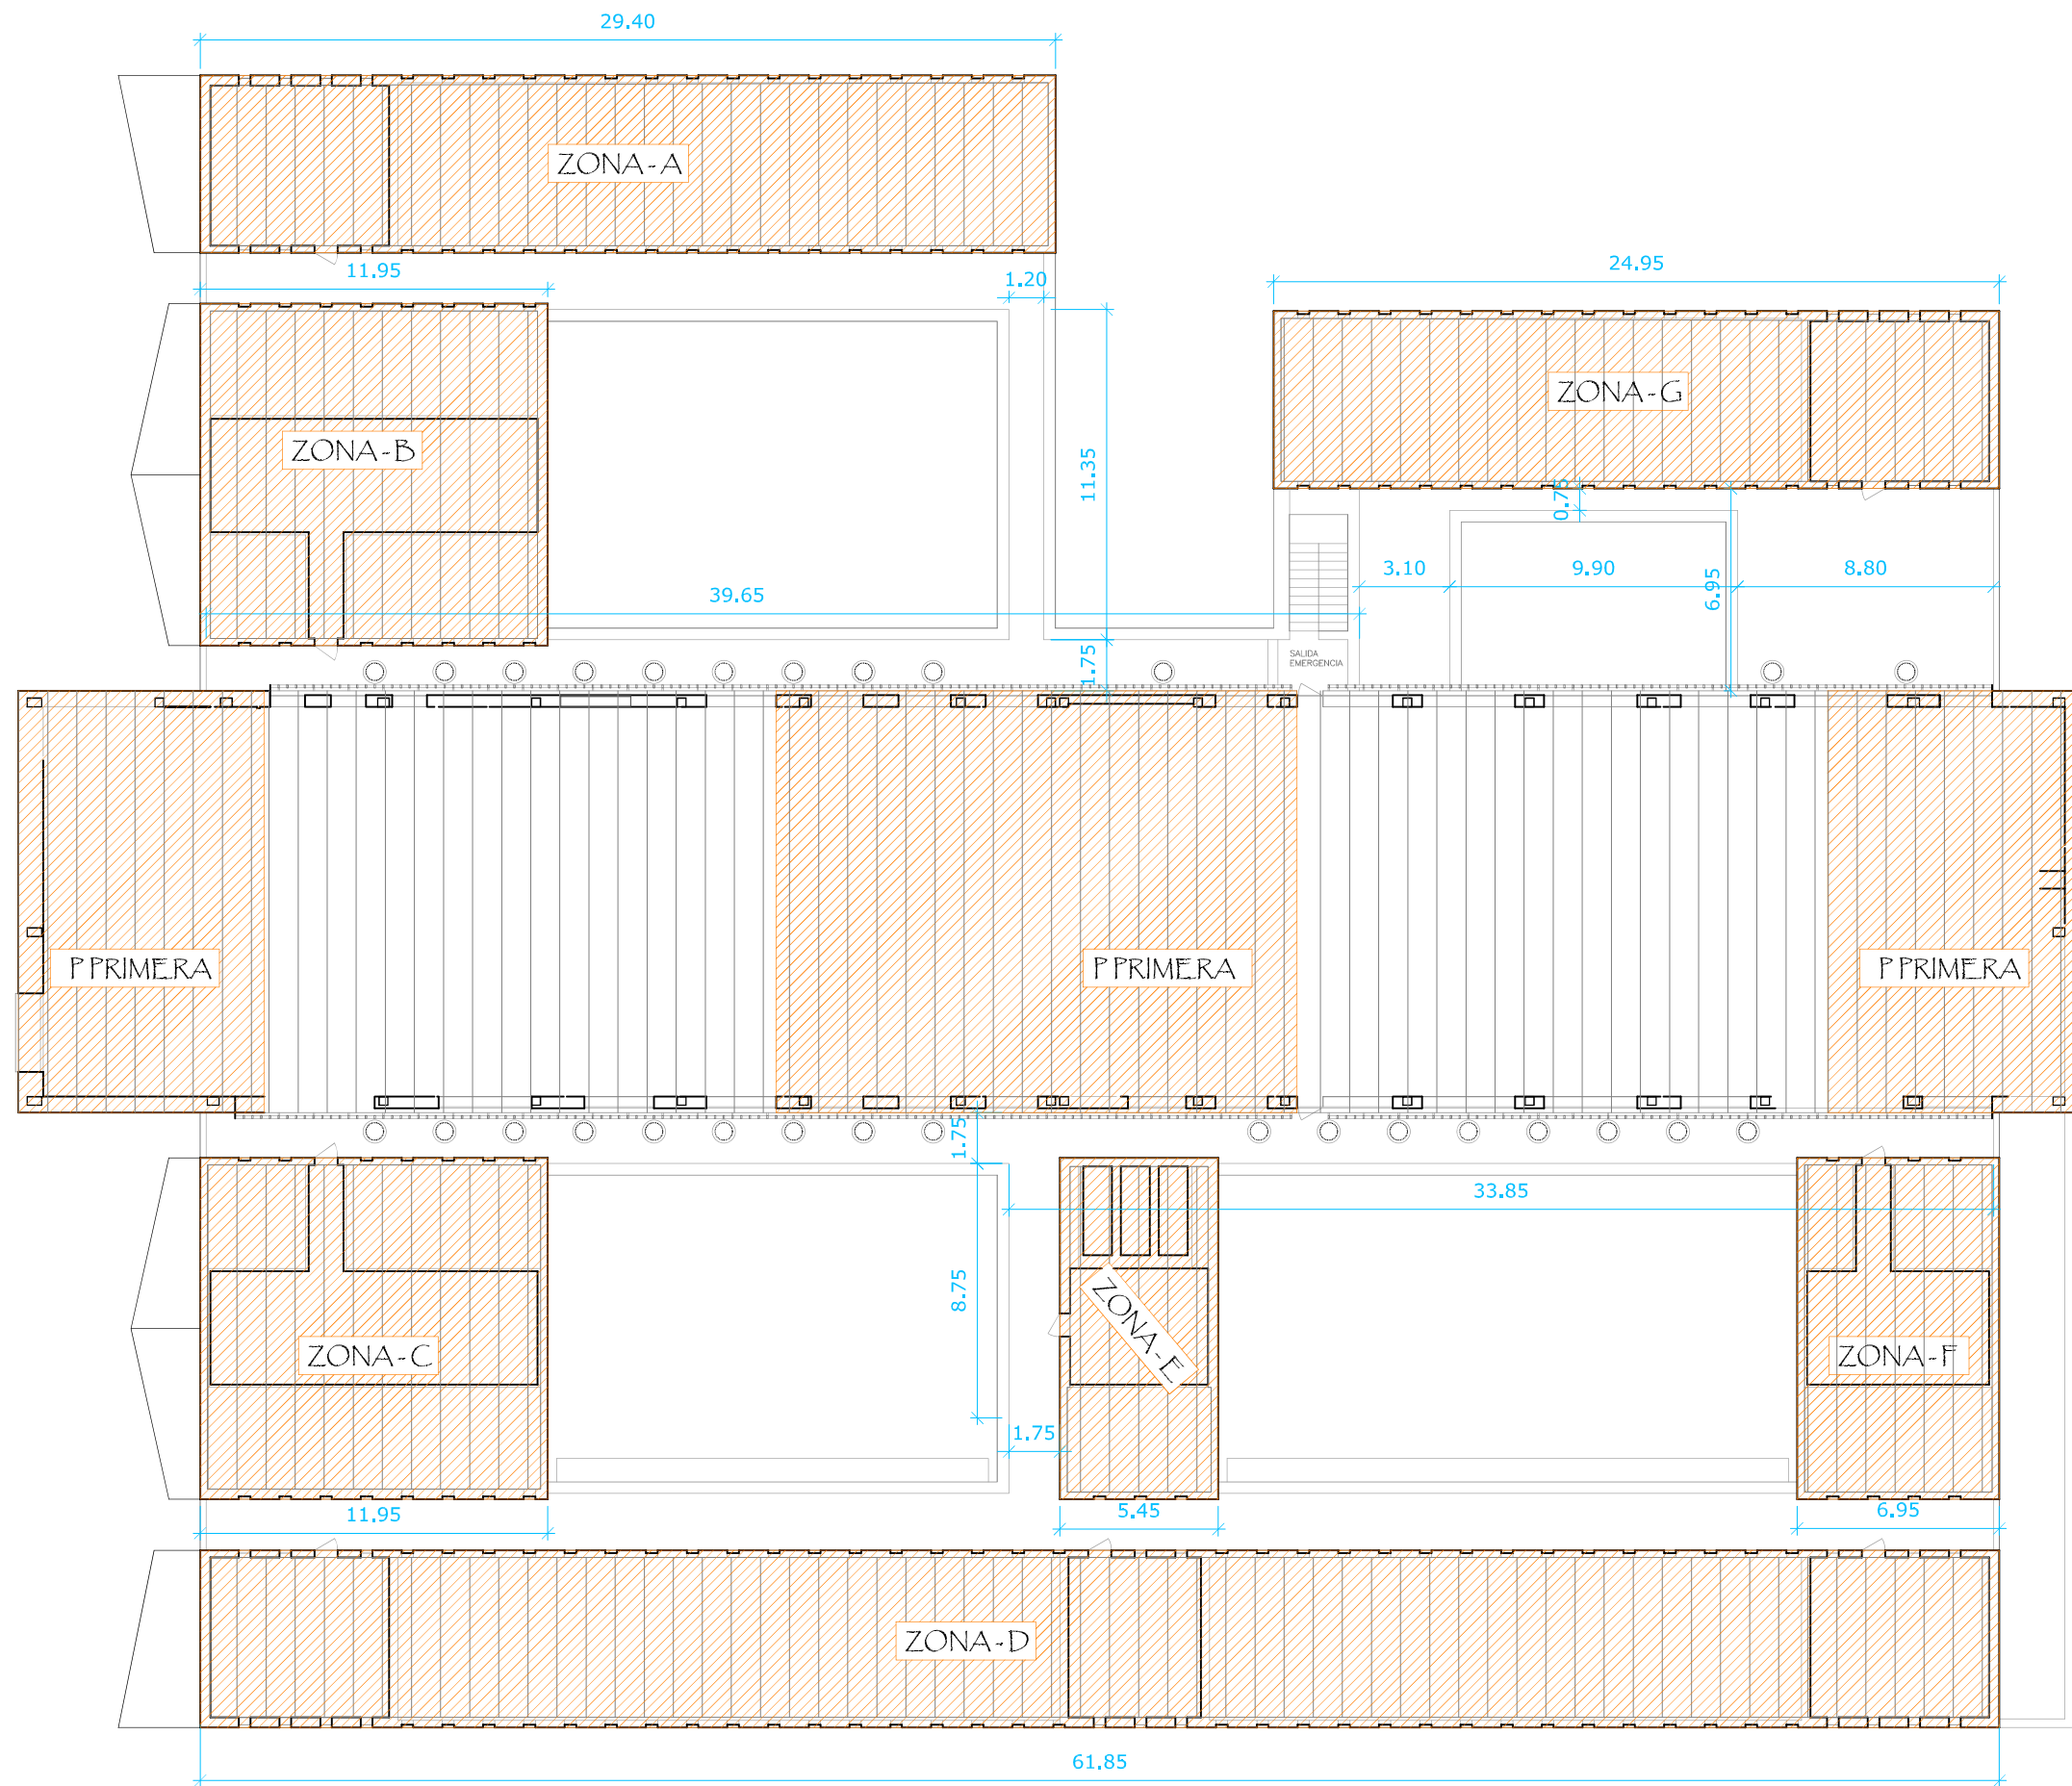 29.40
ZONA-A
11.95
1.20
24.95
ZONA-G
ZONA-B
11.35
0.75
3.10
9.90
6.95
8.80
39.65
SALIDA
EMERGENCIA
1.75
P PRIMERA
P PRIMERA
P PRIMERA
1.75
33.85
8.75
ZONA-E
ZONA-C
ZONA-F
1.75
11.95
5.45
6.95
ZONA-D
61.85